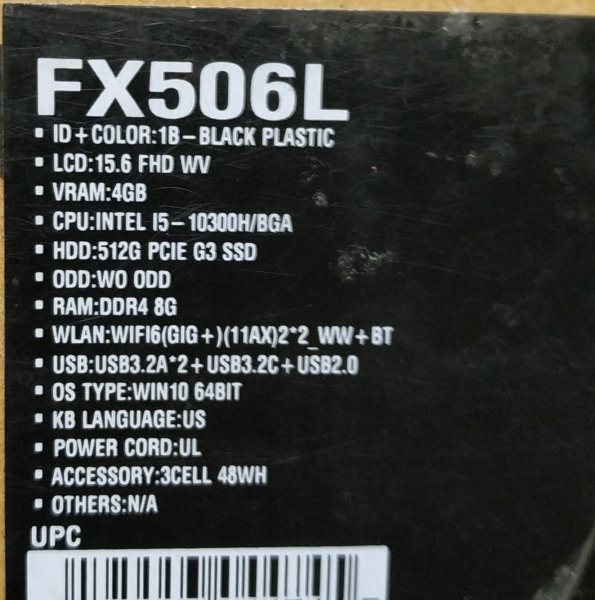 FX506L
▪ ID+COLOR:1B-BLACK PLASTIC
▪ LCD:15.6 FHD WV
▪ VRAM:4GB
▪ CPU:INTEL I5-10300H/BGA
▪ HDD:512G PCIE G3 SSD
▪ ODD:WO ODD
▪ RAM:DDR4 8G
▪ WLAN:WIFI6(GIG+)(11AX)2*2_WW+BT
▪ USB:USB3.2A*2+USB3.2C+USB2.0
▪ OS TYPE:WIN10 64BIT
▪ KB LANGUAGE:US
▪ POWER CORD:UL
▪ ACCESSORY:3CELL 48WH
▪ OTHERS:N/A
UPC